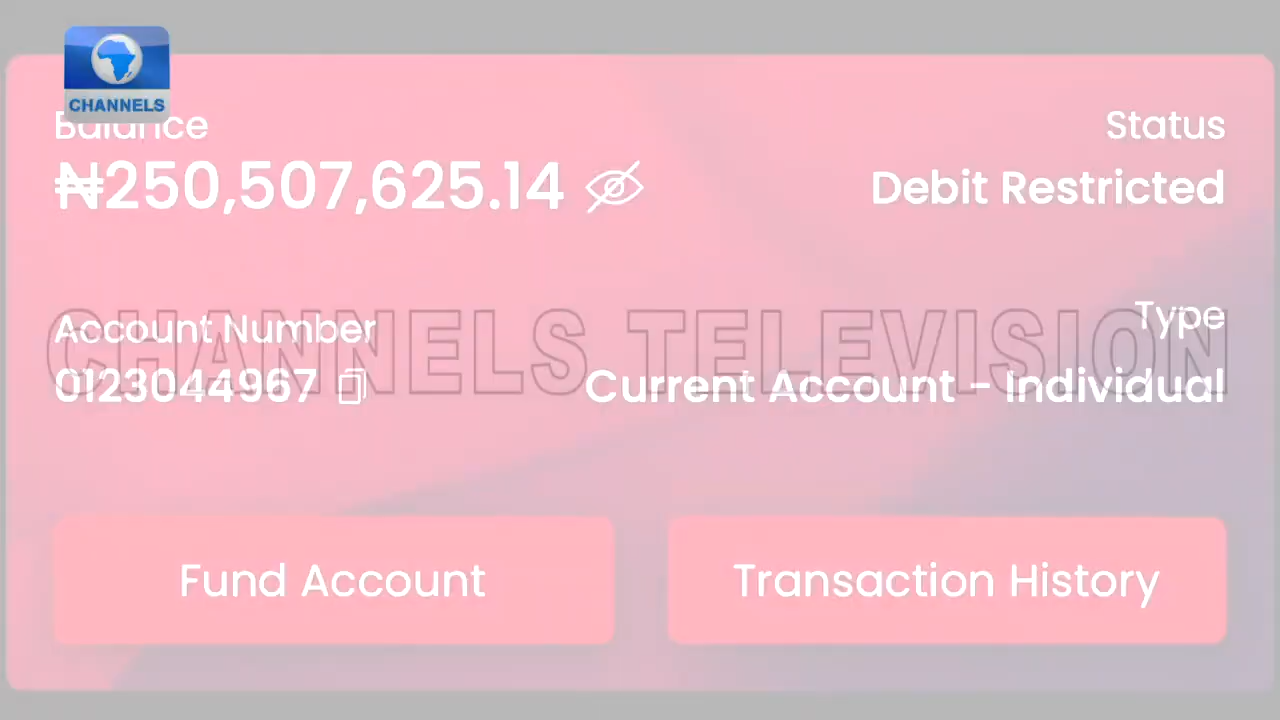 CHANNELS
Balance
Status
₦250,507,625.14
Debit Restricted
CHANNELS TELEVISION
Account Number
Type
0123044967
Current Account - Individual
Fund Account
Transaction History